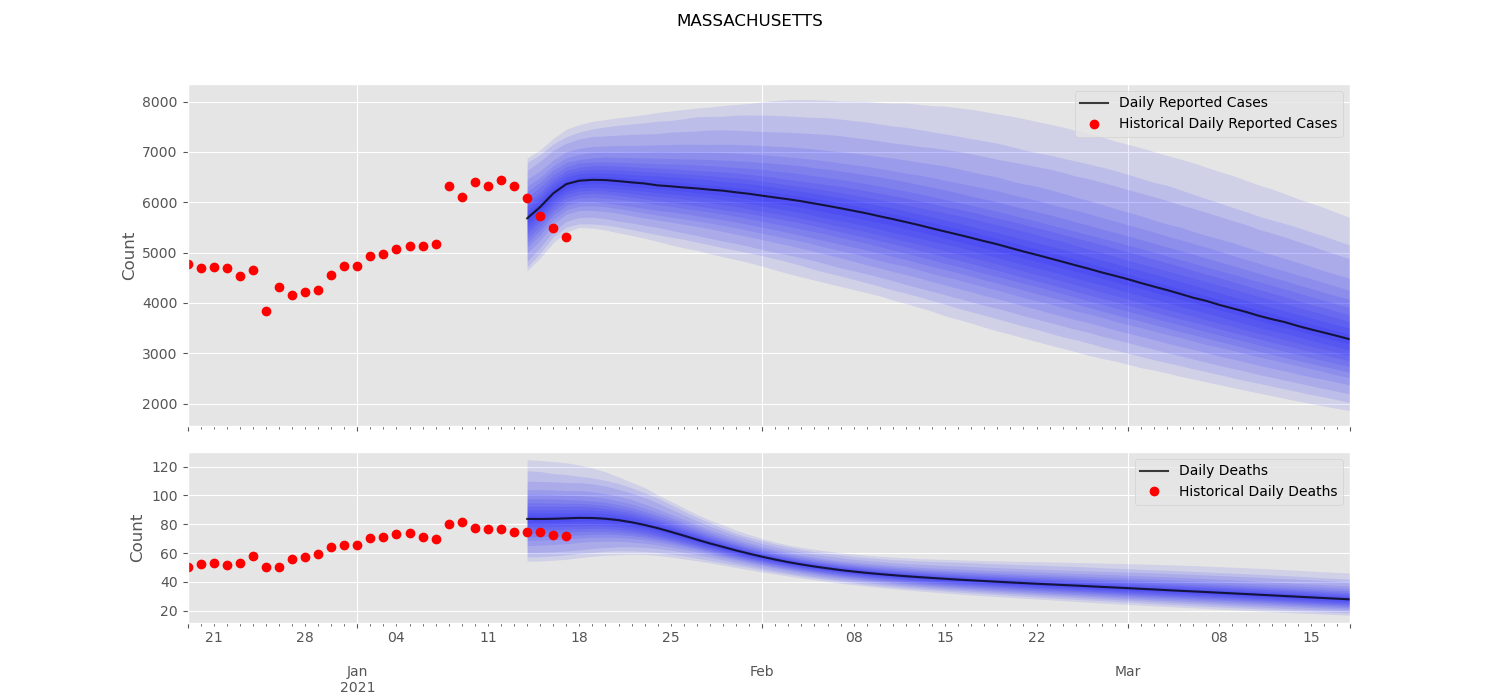 MASSACHUSETTS
8000
7000
6000
5000
4000
3000
2000
Count
Daily Reported Cases
Historical Daily Reported Cases
120
100
80
60
40
20
Count
Daily Deaths
Historical Daily Deaths
21 28 04 11 18 25 08 15 22 08 15
Jan Feb Mar
2021